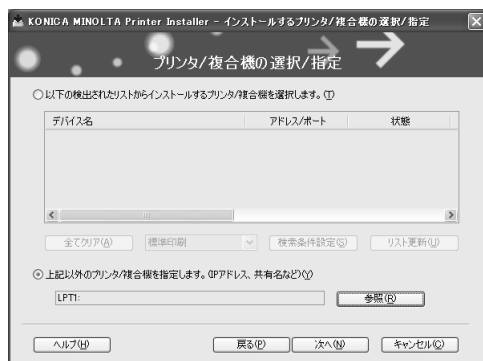 KONICA MINOLTA Printer Installer - インストールするプリンタ/複合機の選択/指定
プリンタ/複合機の選択/指定
以下の検出されたリストからインストールするプリンタ/複合機を選択します。(T)
デバイス名 アドレス/ポート 状態
全てクリア(A) 標準印刷 検索条件設定(S) リスト更新(U)
上記以外のプリンタ/複合機を指定します。(IPアドレス、共有名など)(Y)
LPT1: 参照(R)
ヘルプ(H) 戻る(P) 次へ(N) キャンセル(C)